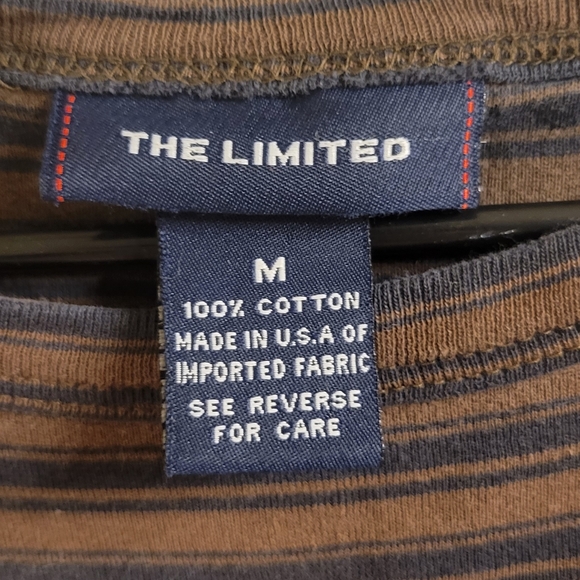 THE LIMITED
M
100% COTTON
MADE IN U.S.A OF
IMPORTED FABRIC
SEE REVERSE
FOR CARE